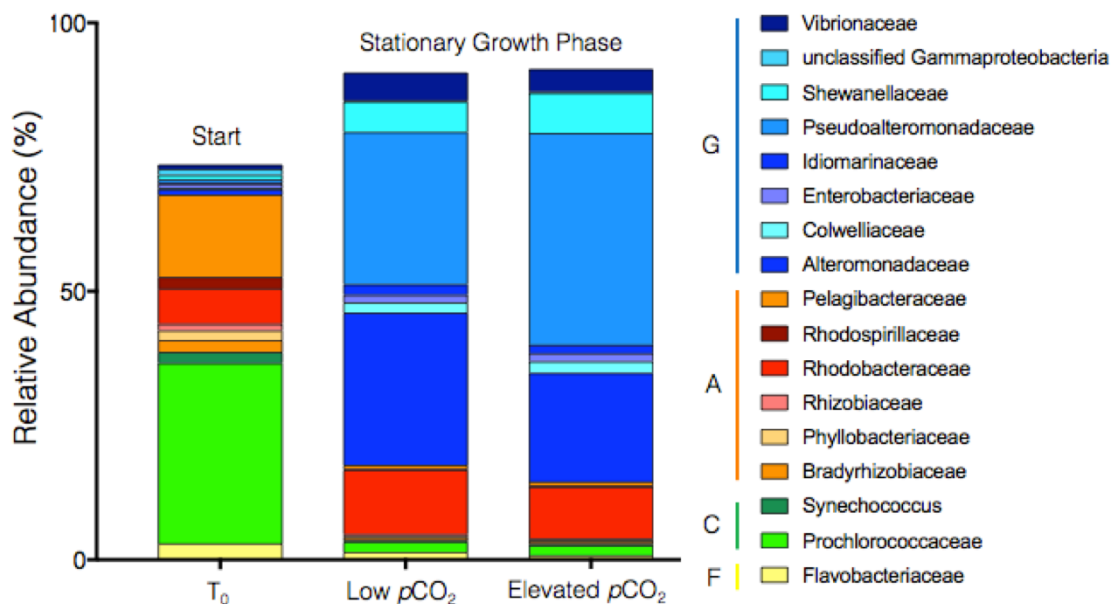 100
50
0
Relative Abundance (%)
Start
Stationary Growth Phase
T0
Low pCO2
Elevated pCO2
G
A
C
F
Vibrionaceae
unclassified Gammaproteobacteria
Shewanellaceae
Pseudoalteromonadaceae
Idiomarinaceae
Enterobacteriaceae
Colwelliaceae
Alteromonadaceae
Pelagibacteraceae
Rhodospirillaceae
Rhodobacteraceae
Rhizobiaceae
Phyllobacteriaceae
Bradyrhizobiaceae
Synechococcus
Prochlorococcaceae
Flavobacteriaceae